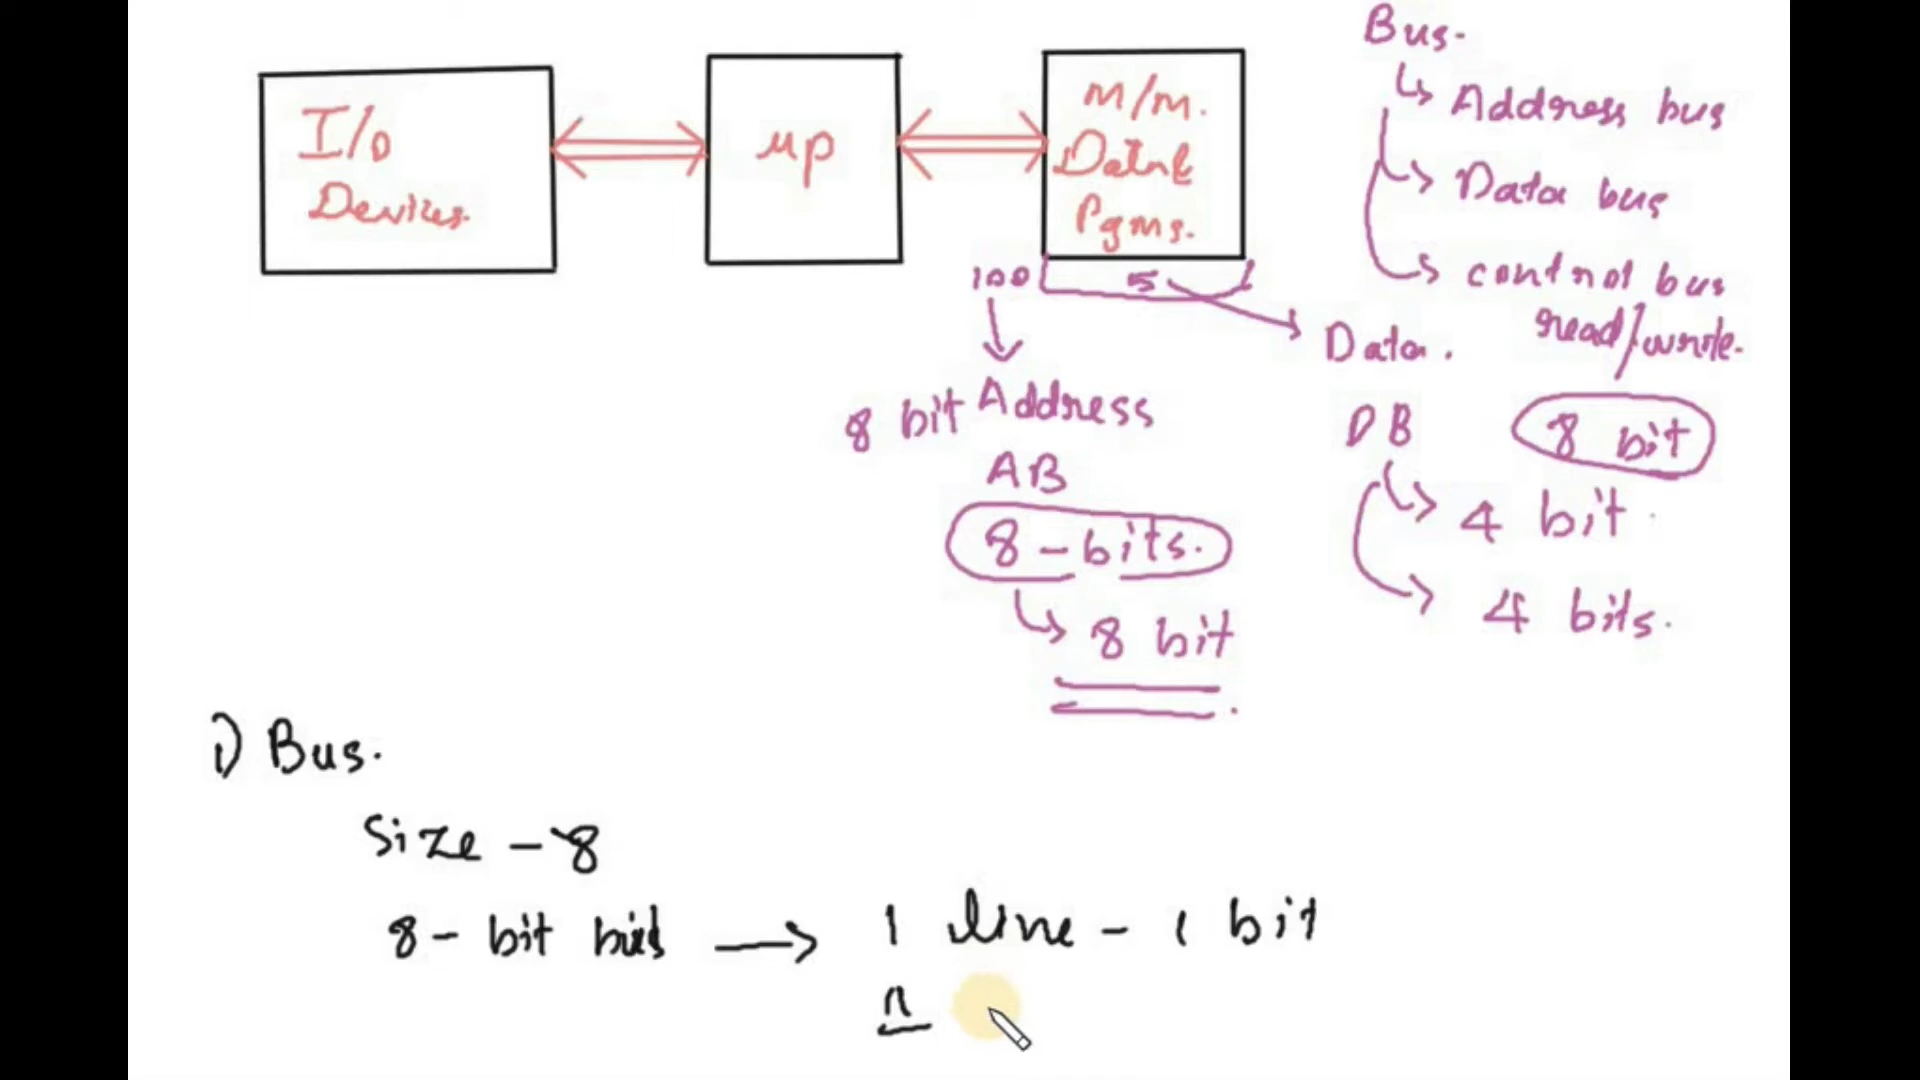 I/O
Devices.
μp
m/m.
Data &
Pgms.
Bus.
↳ Address bus
↳ Data bus
↳ control bus
read/write.
100
5
Data.
8 bit Address
AB
8-bits.
↳ 8 bit
DB
8 bit
↳ 4 bit.
↳ 4 bits.
1) Bus.
Size - 8
8 - bit → 1 line - 1 bit
n